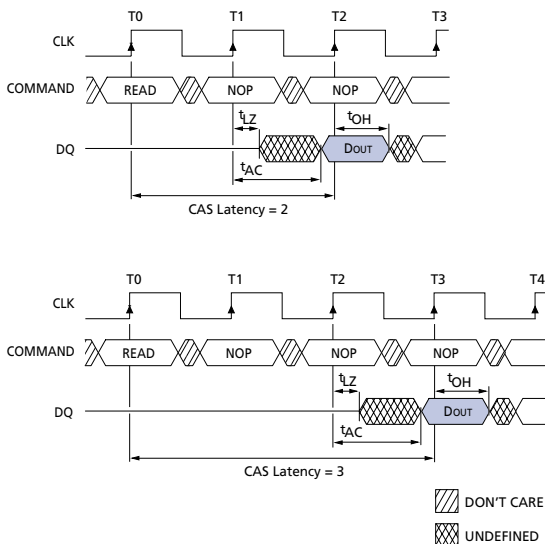 T0 T1 T2 T3
CLK
COMMAND READ NOP NOP
tLZ tOH
DQ DOUT
tAC
CAS Latency = 2
T0 T1 T2 T3 T4
CLK
COMMAND READ NOP NOP NOP
tLZ tOH
DQ DOUT
tAC
CAS Latency = 3
DON'T CARE
UNDEFINED